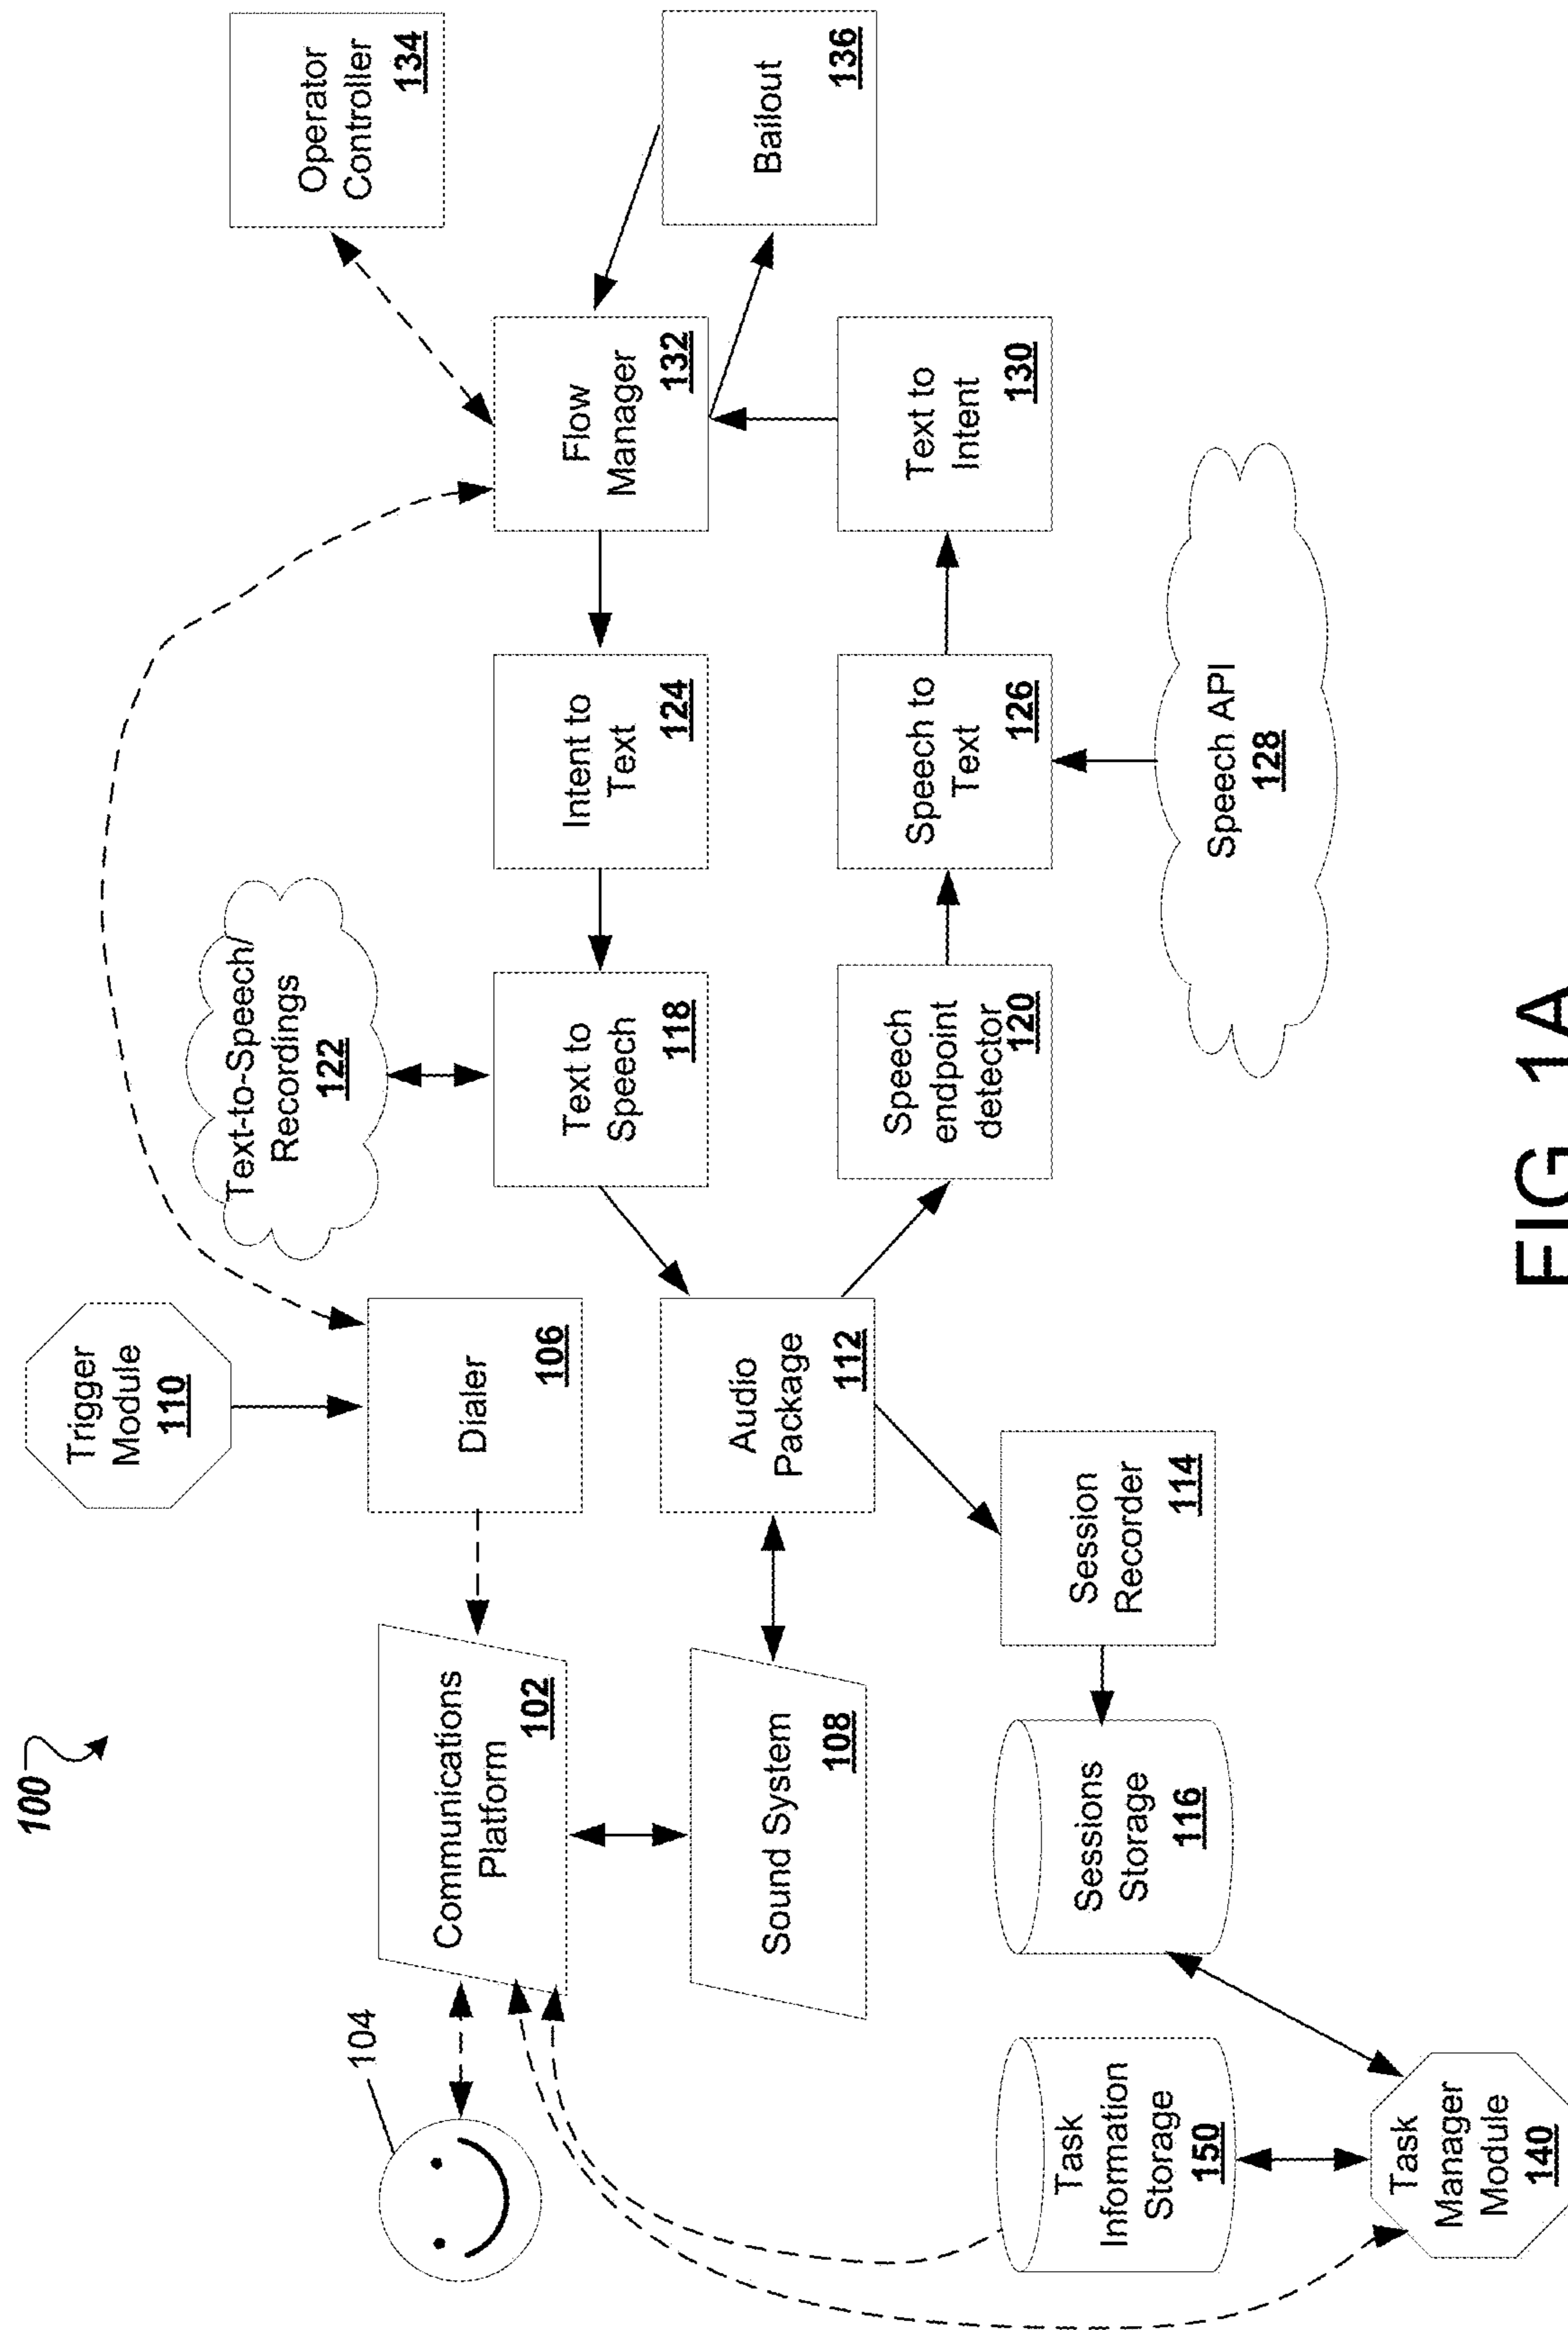 100
Trigger
Module
110
Operator
Controller
134
Text-to-Speech/
Recordings
122
104
Communications
Platform
102
Dialer
106
Text to
Speech
118
Intent to
Text
124
Flow
Manager
132
Bailout
136
Sound System
108
Audio
Package
112
Speech
endpoint
detector
120
Speech to
Text
126
Text to
Intent
130
Task
Information
Storage
150
Sessions
Storage
116
Session
Recorder
114
Speech API
128
Task
Manager
Module
140
FIG. 1A